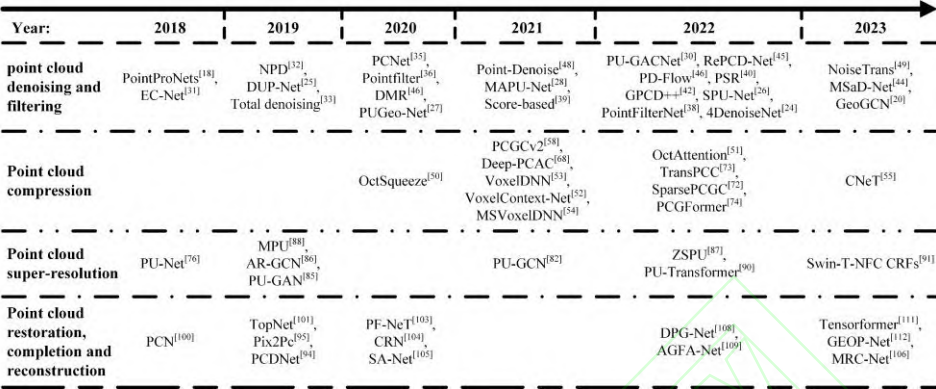 Year: 2018 2019 2020 2021 2022 2023
point cloud denoising and filtering
PointProNets[18],
EC-Net[31]
NPD[32],
DUP-Net[25],
Total denoising[33]
PCNet[35],
Pointfilter[36],
DMR[46],
PUGeo-Net[27]
Point-Denoise[48],
MAPU-Net[28],
Score-based[39]
PU-GACNet[30], RePCD-Net[45],
PD-Flow[46], PSR[40],
GPCD++[42], SPU-Net[26],
PointFilterNet[38], 4DenoiseNet[24]
NoiseTrans[49],
MSaD-Net[44],
GeoGCN[20]
Point cloud
compression
OctSqueeze[50]
PCGCv2[58],
Deep-PCAC[68],
VoxelDNN[53],
VoxelContext-Net[52],
MSVoxelDNN[54]
OctAttention[51],
TransPCC[73],
SparsePCGC[72],
PCGFormer[74]
CNeT[55]
Point cloud
super-resolution
PU-Net[76]
MPU[88],
AR-GCN[86],
PU-GAN[85]
PU-GCN[82]
ZSPU[87],
PU-Transformer[90]
Swin-T-NFC CRFs[91]
Point cloud
restoration,
completion and
reconstruction
PCN[100]
TopNet[101],
Pix2Pc[95],
PCDNet[94]
PF-NeT[103],
CRN[104],
SA-Net[105]
DPG-Net[108],
AGFA-Net[109]
Tensorformer[111],
GEOP-Net[112],
MRC-Net[106]